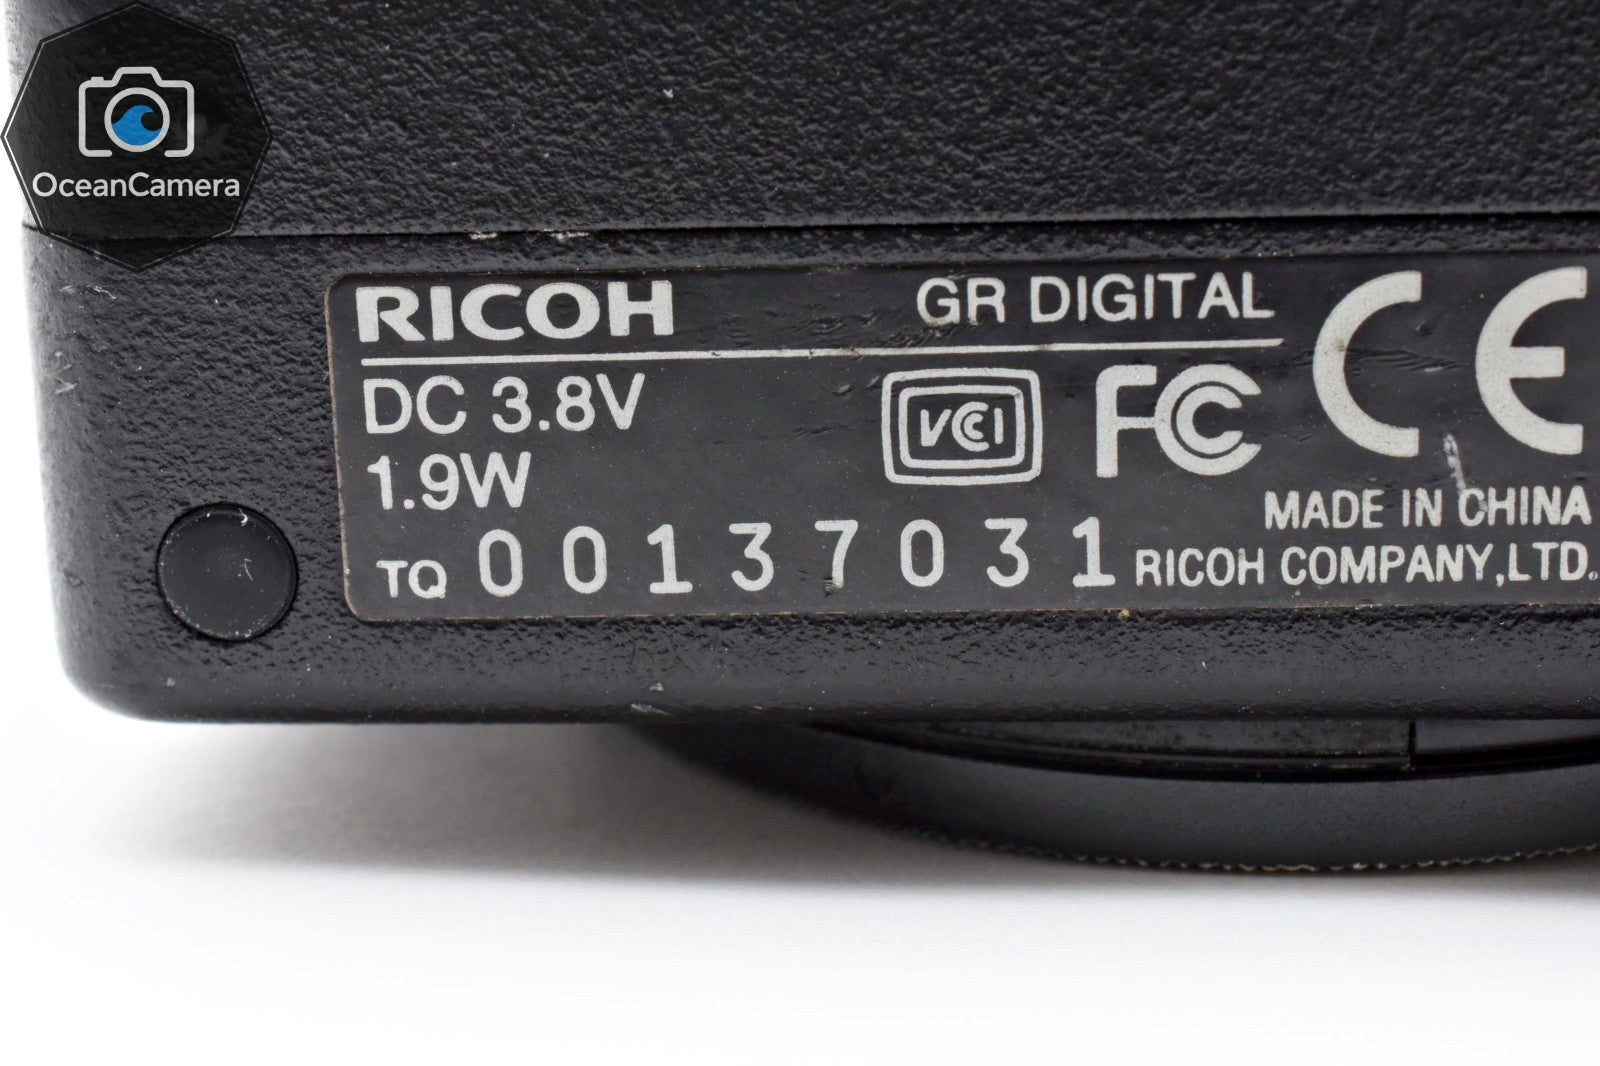 OceanCamera
RICOH GR DIGITAL
DC 3.8V
VCCI FC CE
1.9W
MADE IN CHINA
TQ 00137031 RICOH COMPANY,LTD.